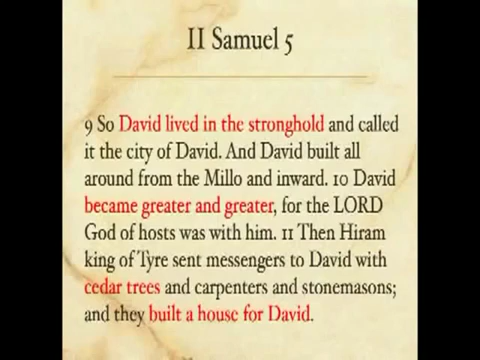 II Samuel 5
9 So David lived in the stronghold and called
it the city of David. And David built all
around from the Millo and inward. 10 David
became greater and greater, for the LORD
God of hosts was with him. 11 Then Hiram
king of Tyre sent messengers to David with
cedar trees and carpenters and stonemasons;
and they built a house for David.